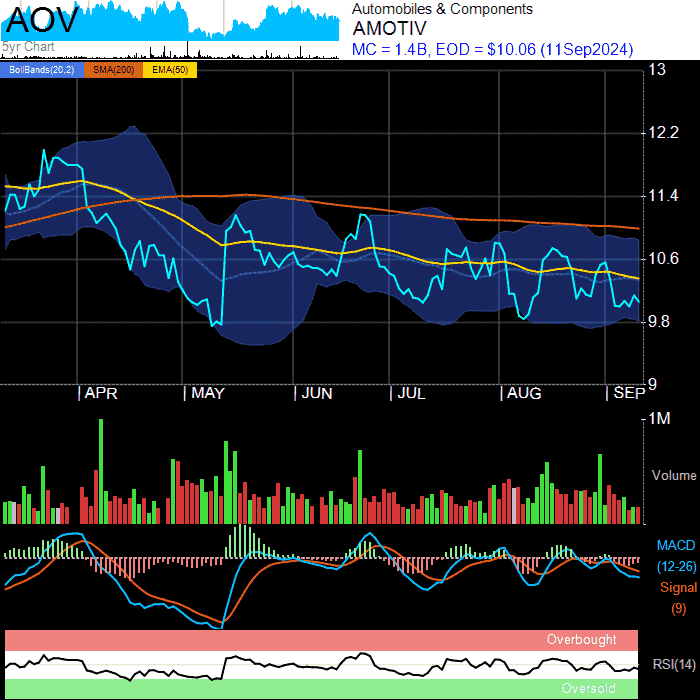 AOV
5yr Chart
Automobiles & Components
AMOTIV
MC = 1.4B, EOD = $10.06 (11Sep2024)
BollBands(20,2) SMA(200) EMA(50)
13
12.2
11.4
10.6
9.8
9
APR MAY JUN JUL AUG SEP
1M
Volume
MACD
(12-26)
Signal
(9)
Overbought
RSI(14)
Oversold